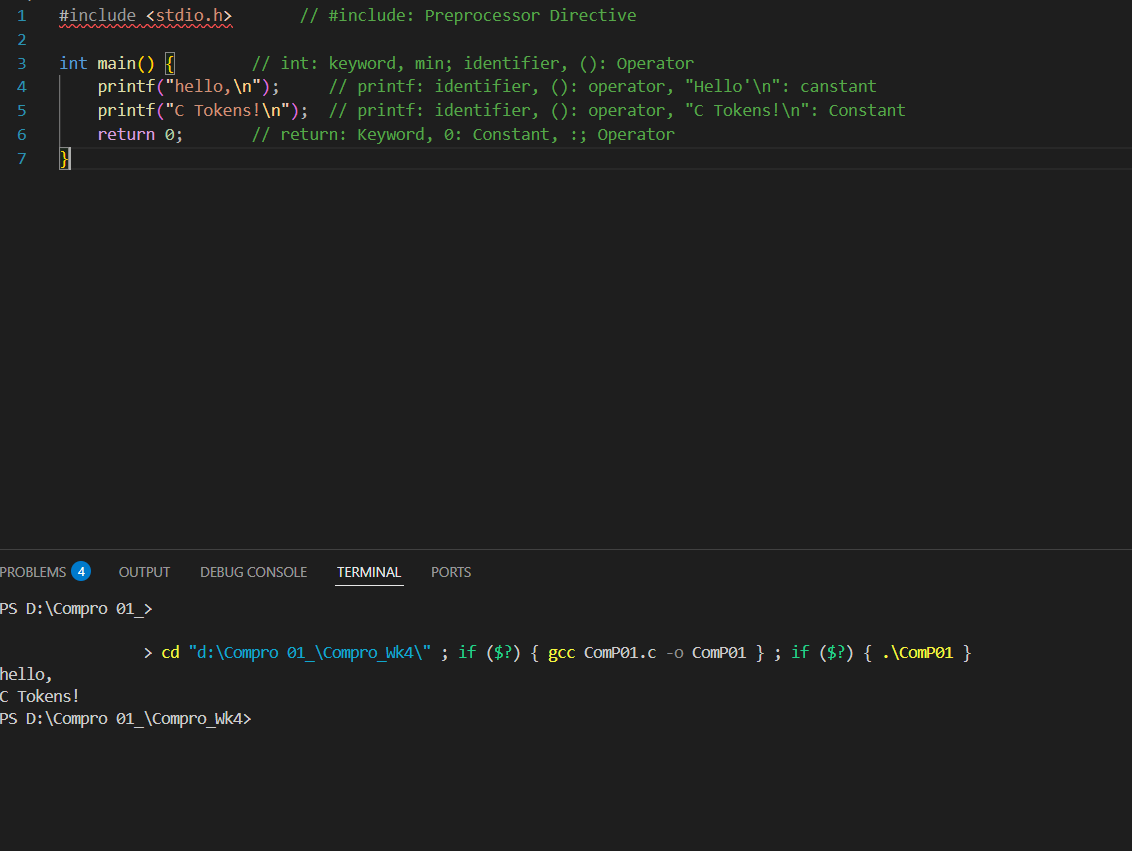 1 #include <stdio.h> // #include: Preprocessor Directive
2
3 int main() { // int: keyword, min; identifier, (): Operator
4 printf("hello,\n"); // printf: identifier, (): operator, "Hello'\n": canstant
5 printf("C Tokens!\n"); // printf: identifier, (): operator, "C Tokens!\n": Constant
6 return 0; // return: Keyword, 0: Constant, :; Operator
7 }
PROBLEMS 4 OUTPUT DEBUG CONSOLE TERMINAL PORTS
PS D:\Compro 01_>
> cd "d:\Compro 01_\Compro_Wk4\" ; if ($?) { gcc ComP01.c -o ComP01 } ; if ($?) { .\ComP01 }
hello,
C Tokens!
PS D:\Compro 01_\Compro_Wk4>